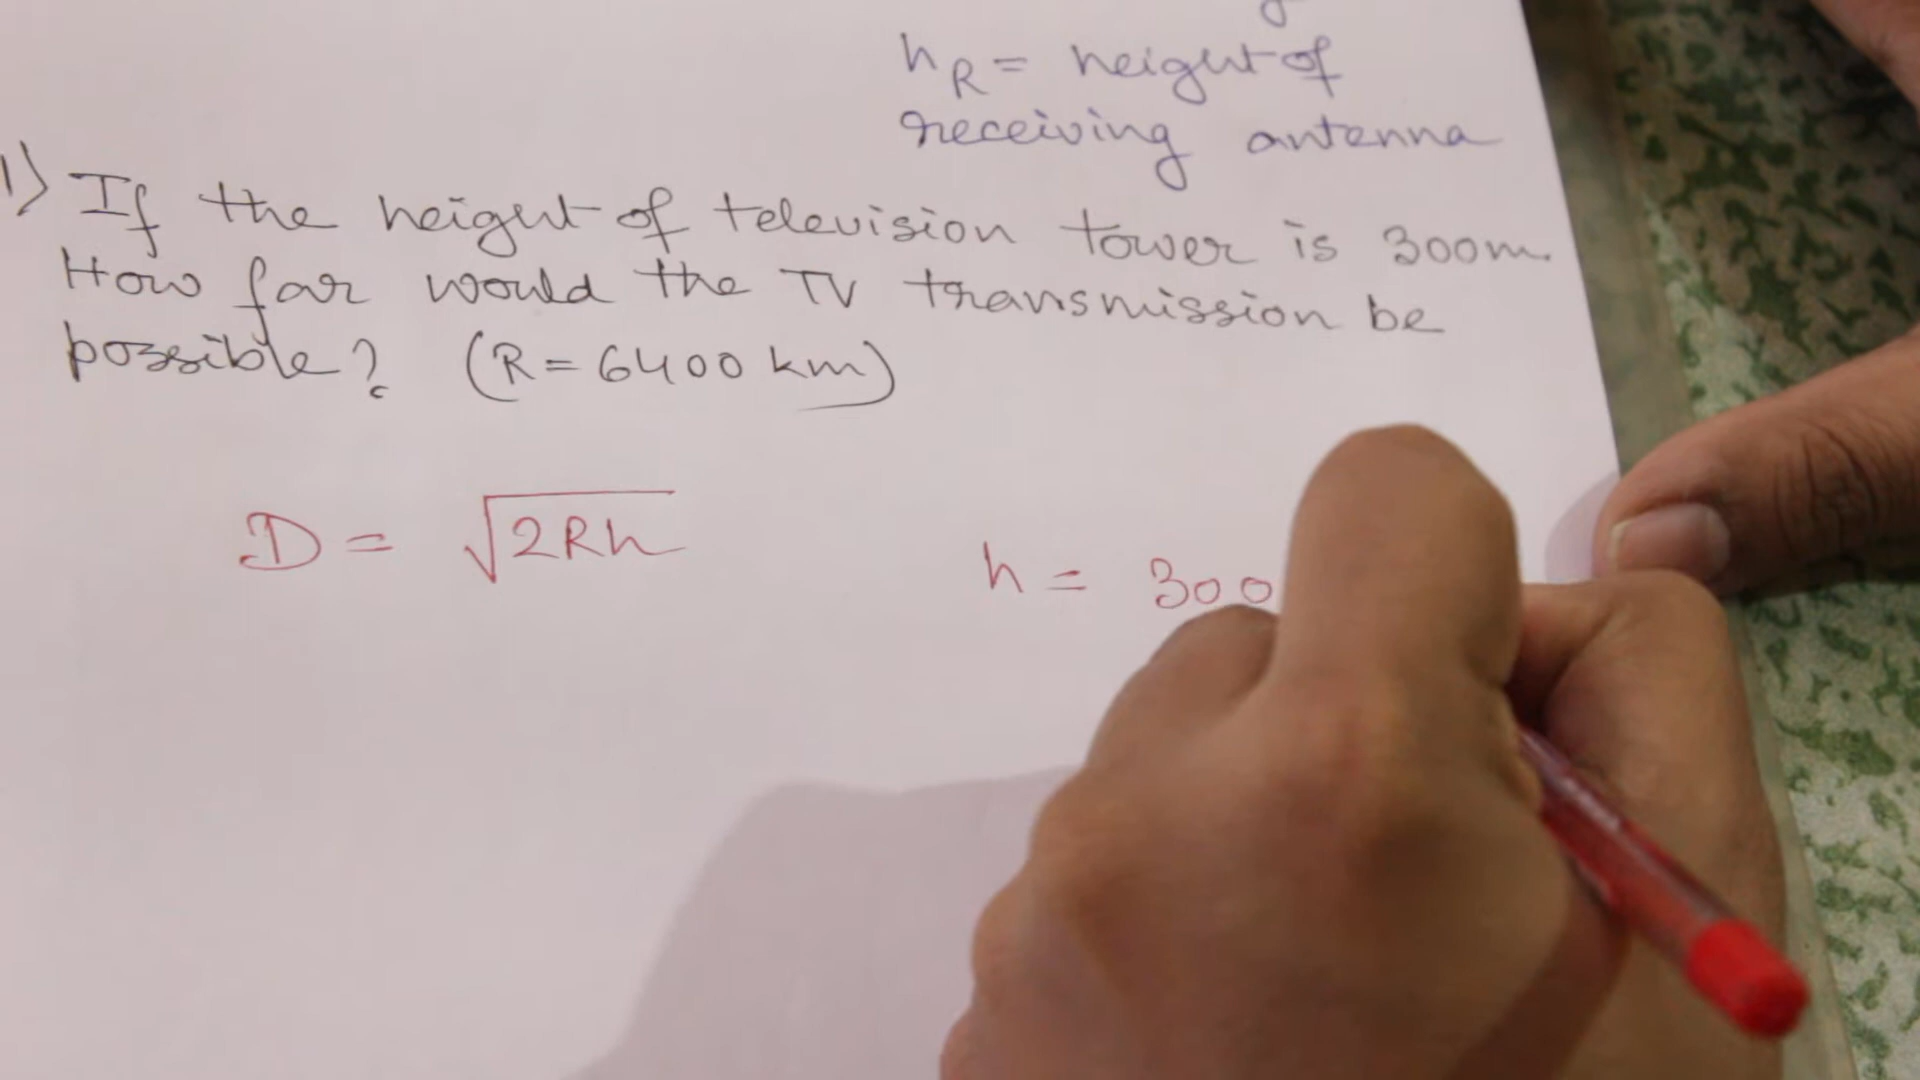 hR = height of
receiving antenna
1) If the height of television tower is 300m.
How far would the TV transmission be
possible? (R = 6400 km)
D = √2Rh
h = 300